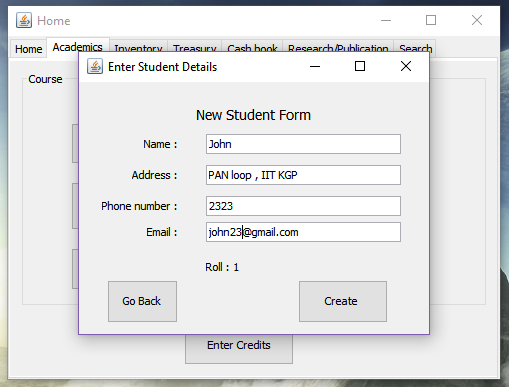 Home
Home Academics Inventory Treasury Cash book Research/Publication Search
Course
Enter Student Details
New Student Form
Name : John
Address : PAN loop , IIT KGP
Phone number : 2323
Email : john23@gmail.com
Roll : 1
Go Back Create
Enter Credits